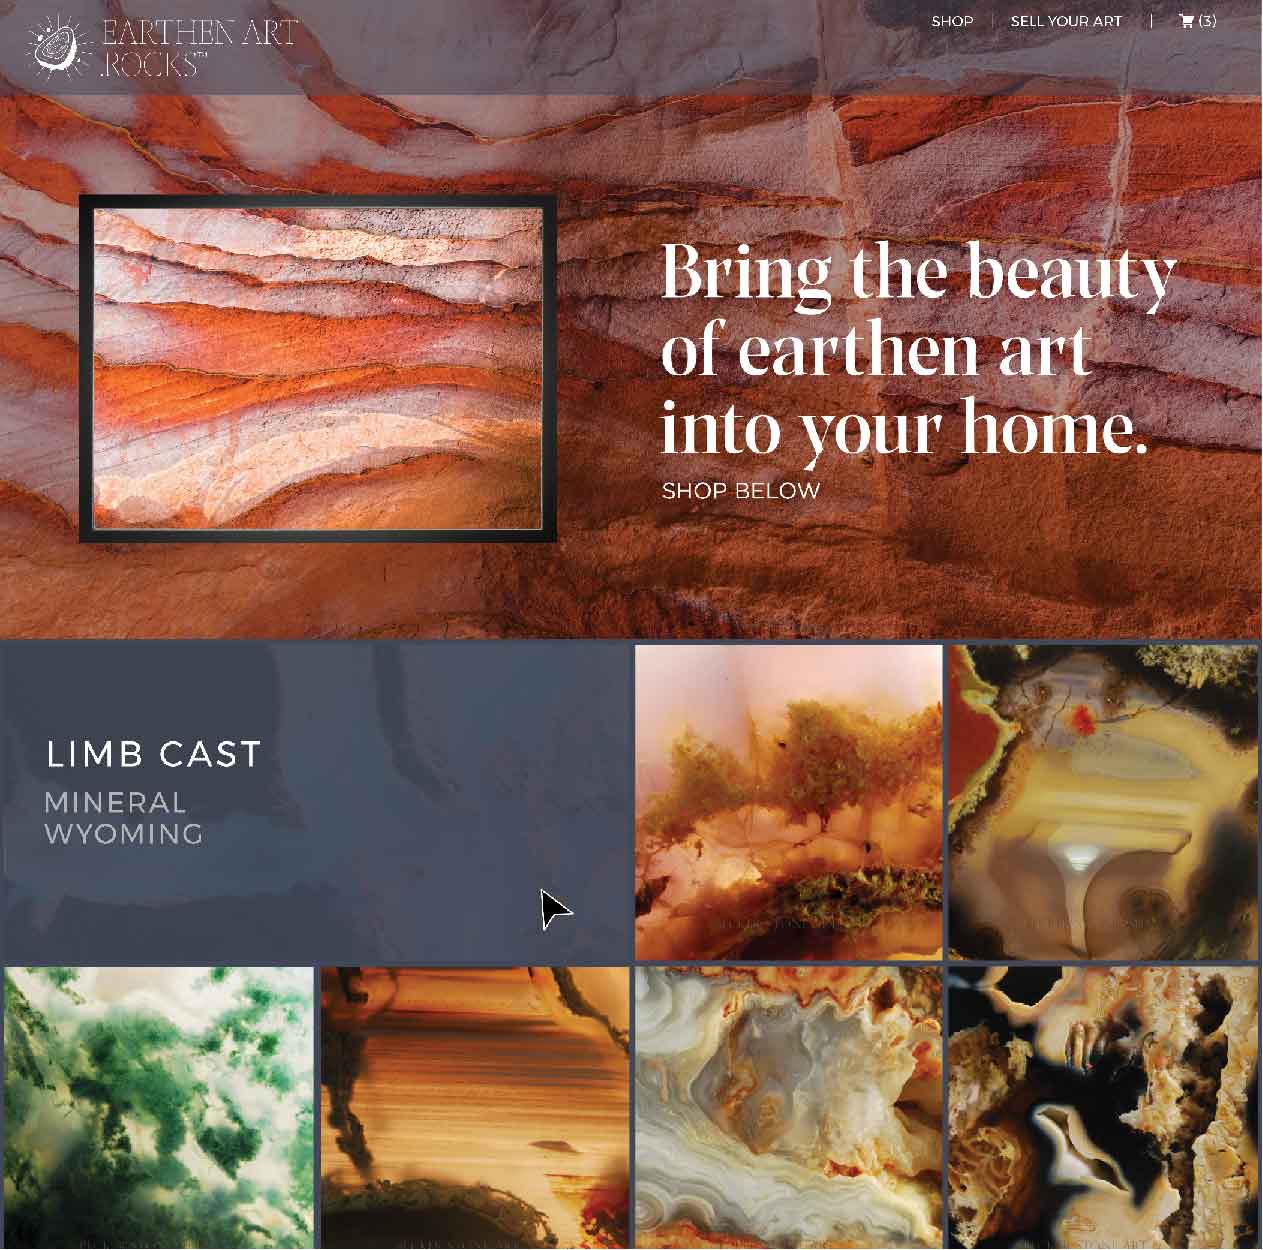 EARTHEN ART
.ROCKS™
SHOP | SELL YOUR ART | (3)
Bring the beauty
of earthen art
into your home.
SHOP BELOW
LIMB CAST
MINERAL
WYOMING